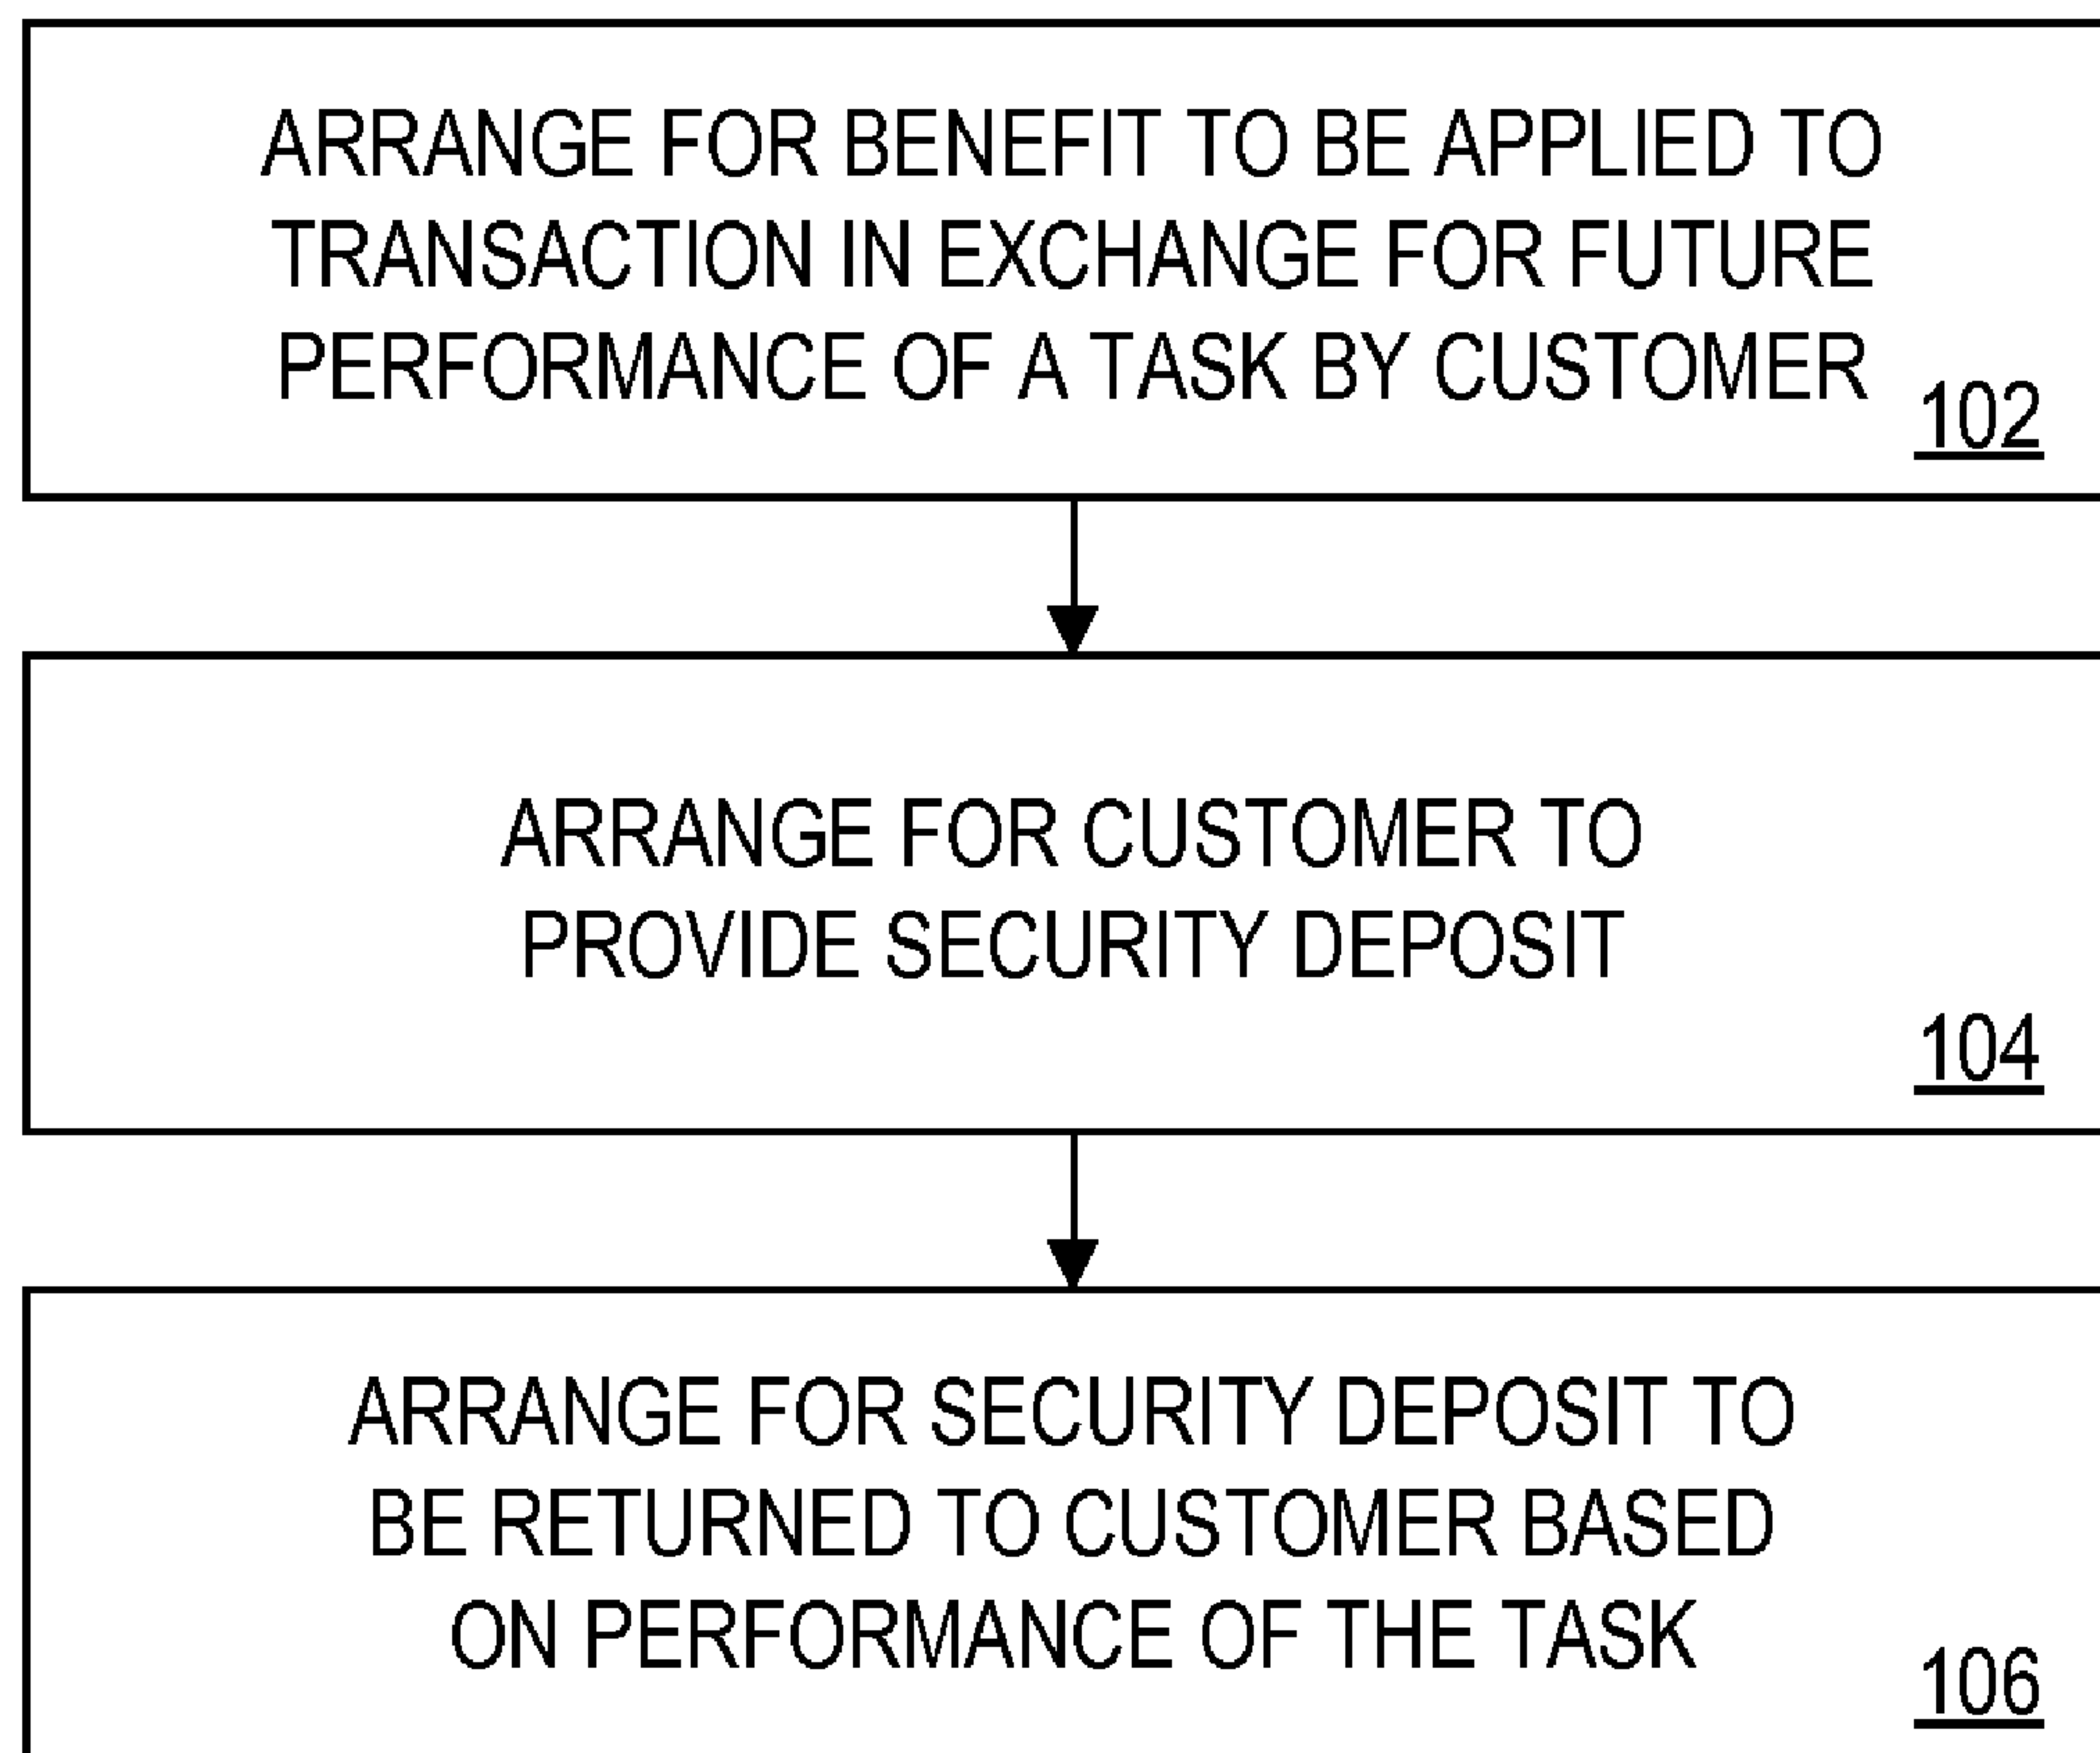 ARRANGE FOR BENEFIT TO BE APPLIED TO
TRANSACTION IN EXCHANGE FOR FUTURE
PERFORMANCE OF A TASK BY CUSTOMER
102
ARRANGE FOR CUSTOMER TO
PROVIDE SECURITY DEPOSIT
104
ARRANGE FOR SECURITY DEPOSIT TO
BE RETURNED TO CUSTOMER BASED
ON PERFORMANCE OF THE TASK
106